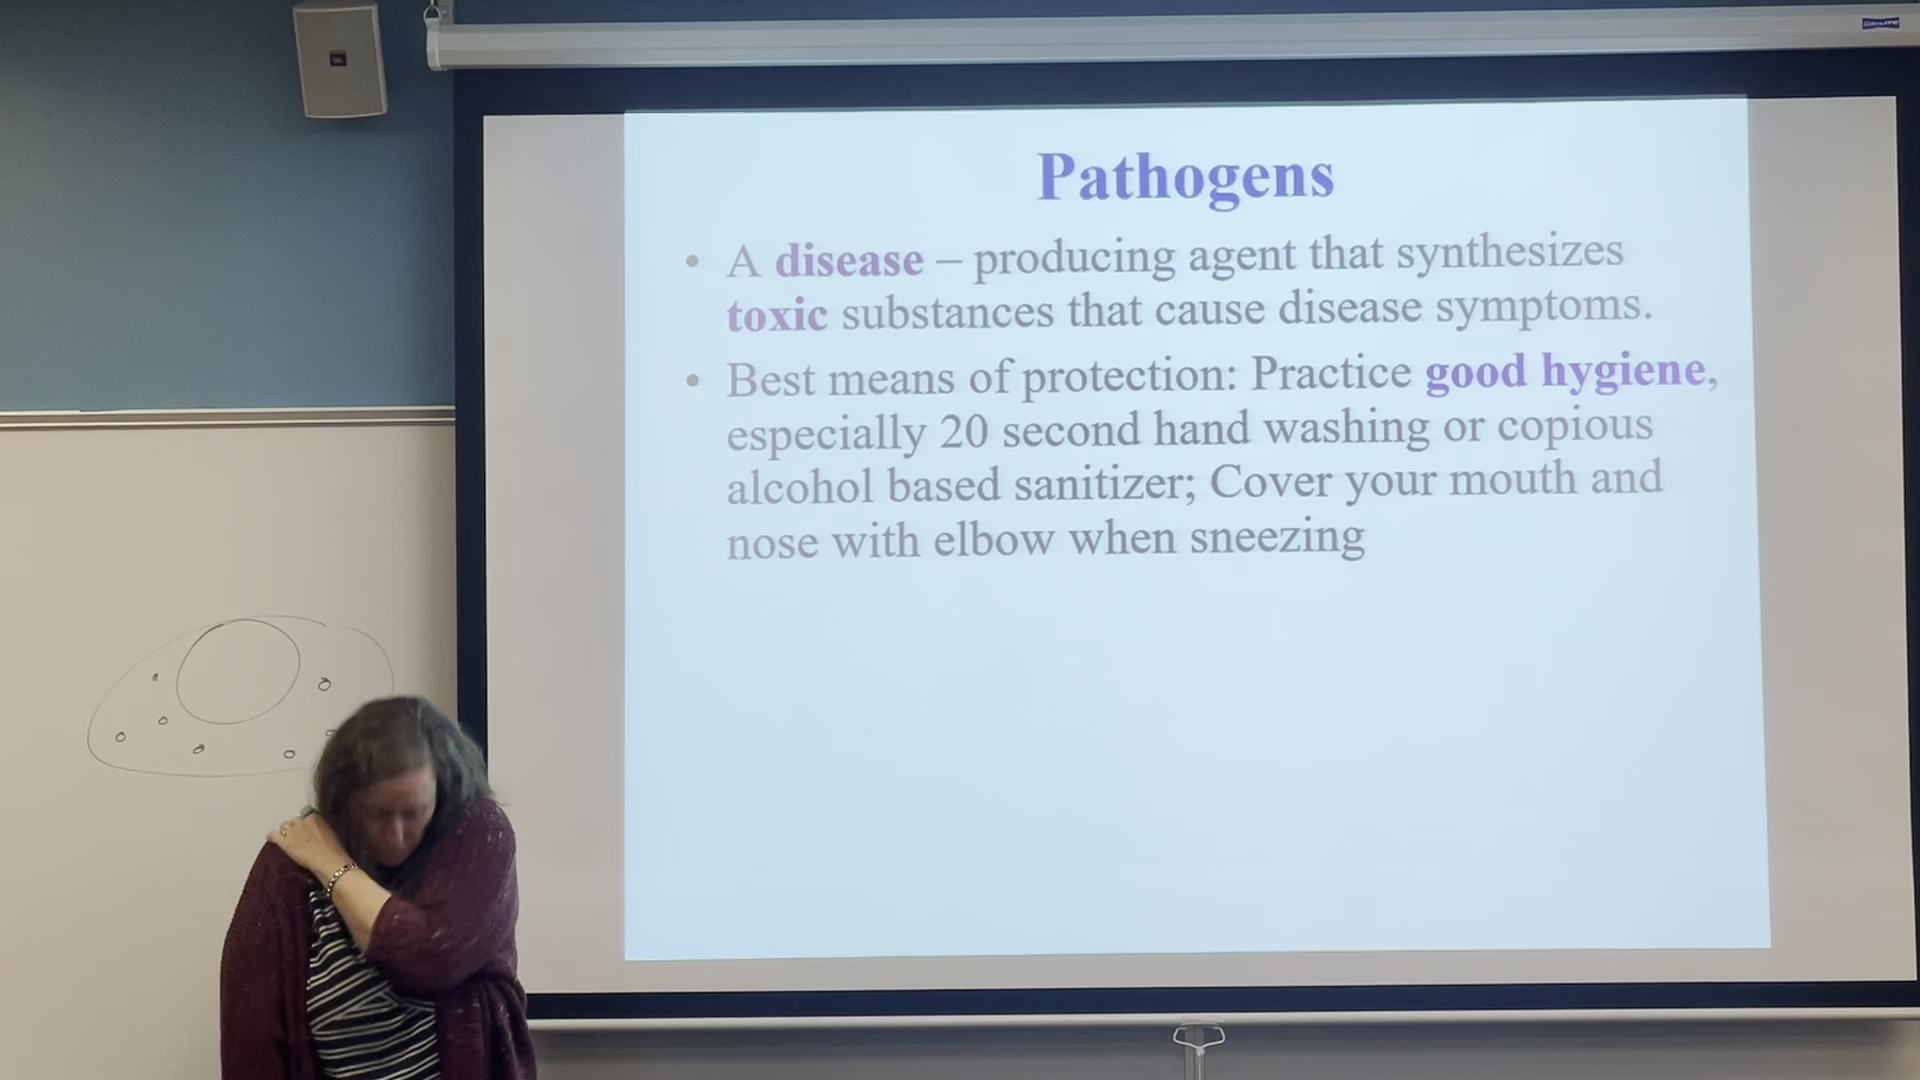 Pathogens
• A disease – producing agent that synthesizes
toxic substances that cause disease symptoms.
• Best means of protection: Practice good hygiene,
especially 20 second hand washing or copious
alcohol based sanitizer; Cover your mouth and
nose with elbow when sneezing